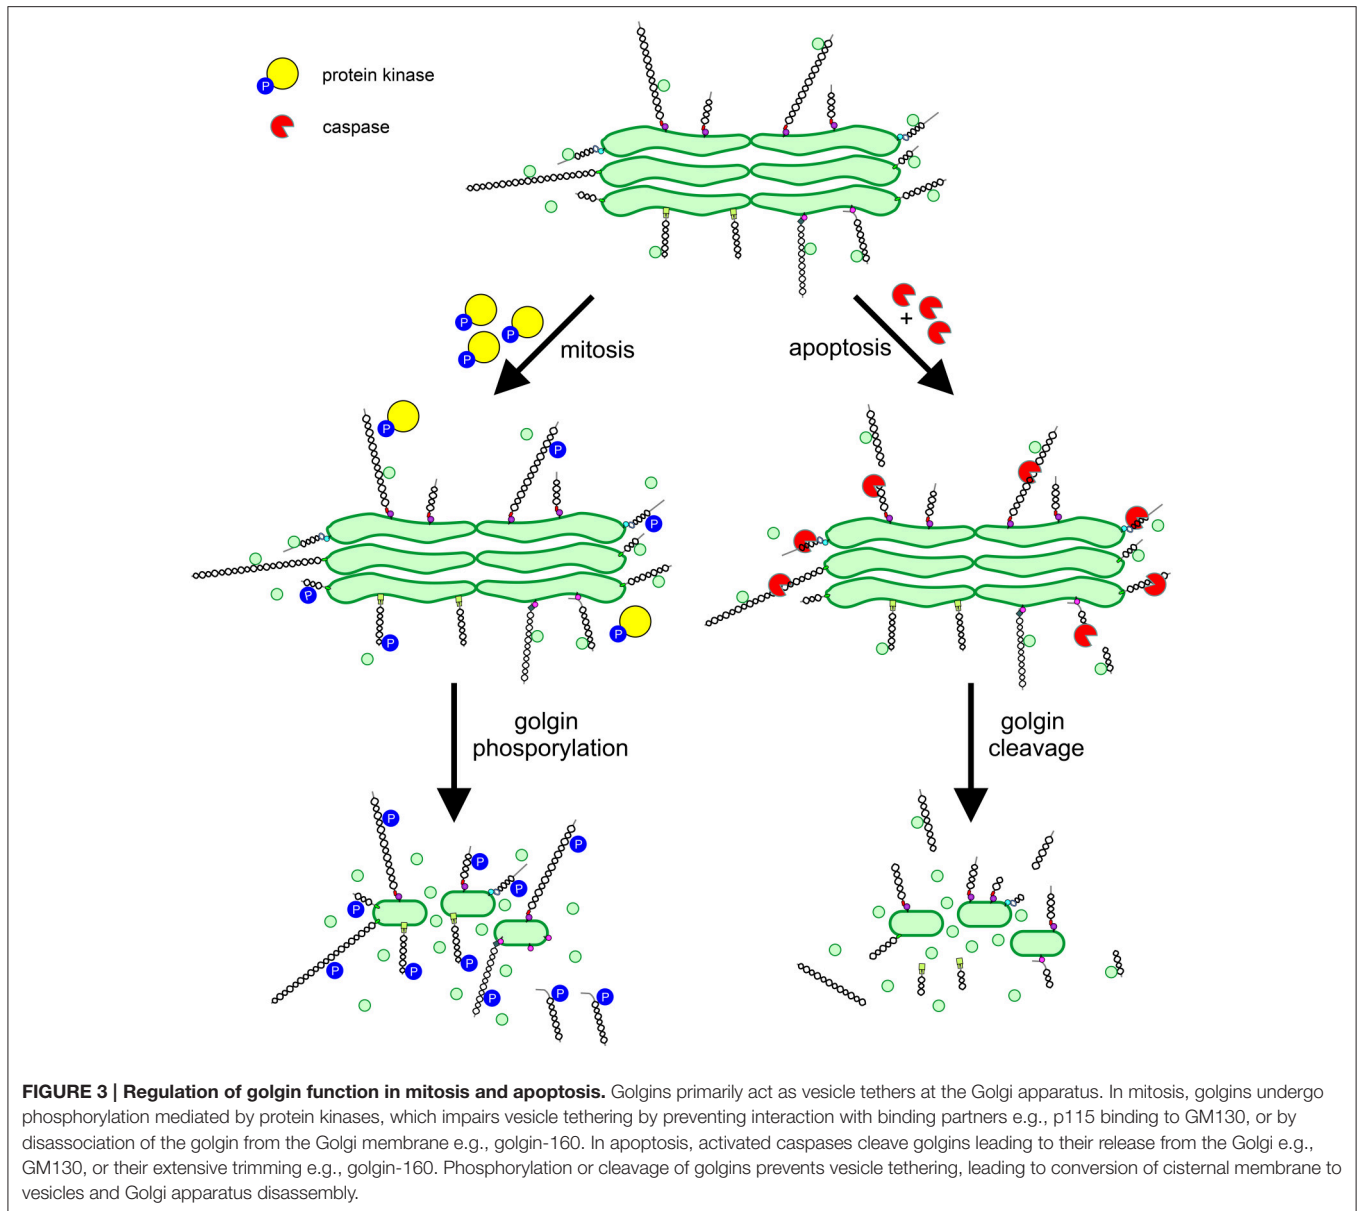 P
protein kinase
caspase
P
P
P
mitosis
+
apoptosis
P
P
P
P
P
P
golgin
phosporylation
golgin
cleavage
P
P
P
P
P
P
P
P
P
P
P
FIGURE 3 | Regulation of golgin function in mitosis and apoptosis. Golgins primarily act as vesicle tethers at the Golgi apparatus. In mitosis, golgins undergo
phosphorylation mediated by protein kinases, which impairs vesicle tethering by preventing interaction with binding partners e.g., p115 binding to GM130, or by
disassociation of the golgin from the Golgi membrane e.g., golgin-160. In apoptosis, activated caspases cleave golgins leading to their release from the Golgi e.g.,
GM130, or their extensive trimming e.g., golgin-160. Phosphorylation or cleavage of golgins prevents vesicle tethering, leading to conversion of cisternal membrane to
vesicles and Golgi apparatus disassembly.